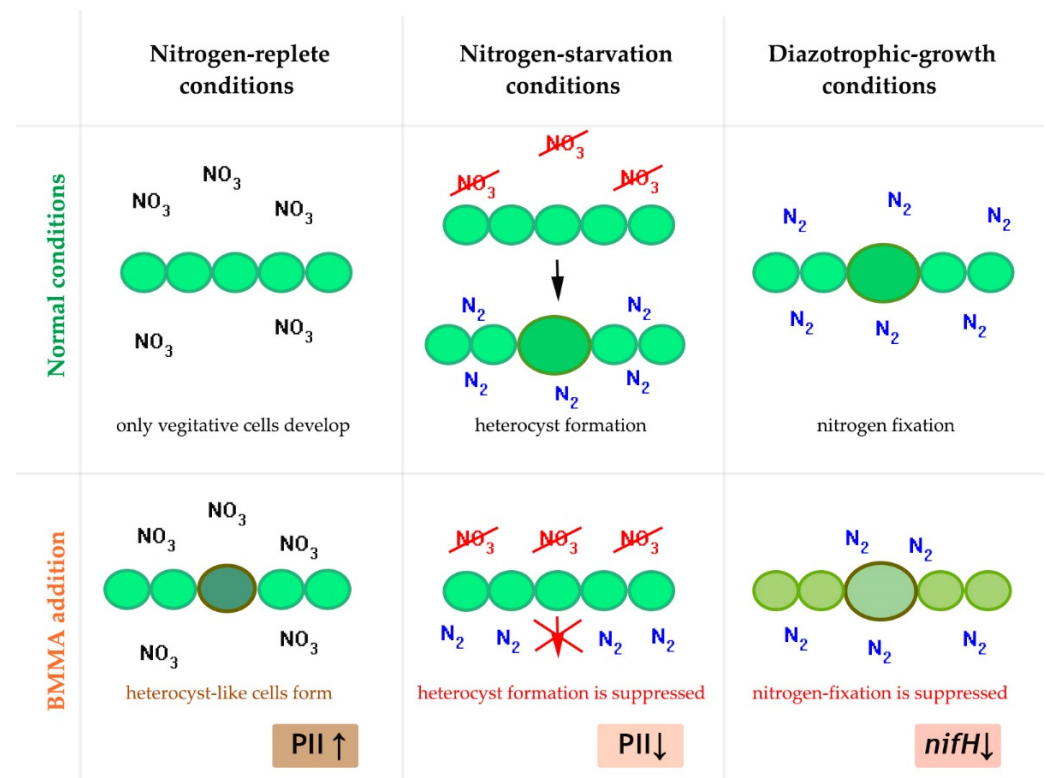 Nitrogen-replete
conditions
Nitrogen-starvation
conditions
Diazotrophic-growth
conditions
Normal conditions
NO3
NO3
NO3
NO3
NO3
only vegitative cells develop
NO3
NO3
NO3
N2
N2
N2
N2
N2
heterocyst formation
N2
N2
N2
N2
N2
N2
nitrogen fixation
BMMA addition
NO3
NO3
NO3
NO3
NO3
heterocyst-like cells form
PII ↑
NO3
NO3
NO3
N2
N2
N2
N2
heterocyst formation is suppressed
PII↓
N2
N2
N2
N2
N2
nitrogen-fixation is suppressed
nifH↓